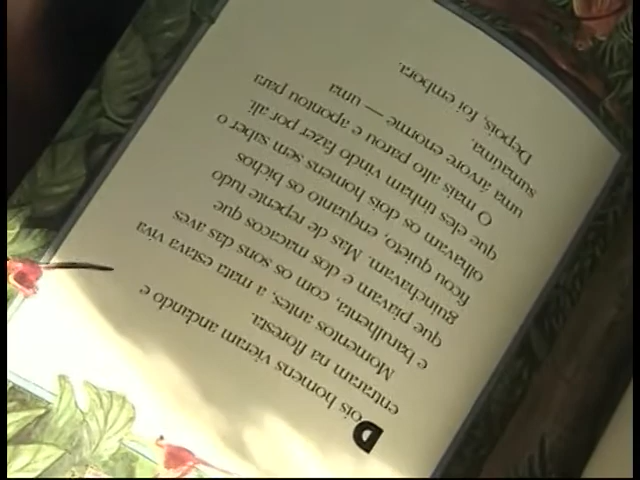 Dois homens vieram andando e
entraram na floresta.
Momentos antes, a mata estava viva
e barulhenta, com os sons das aves
que piavam e dos macacos que
guinchavam. Mas de repente tudo
ficou quieto, enquanto os bichos
olhavam os dois homens sem saber o
que eles tinham vindo fazer por ali.
O mais alto parou e apontou para
uma árvore enorme — uma
sumaúma.
Depois, foi embora.